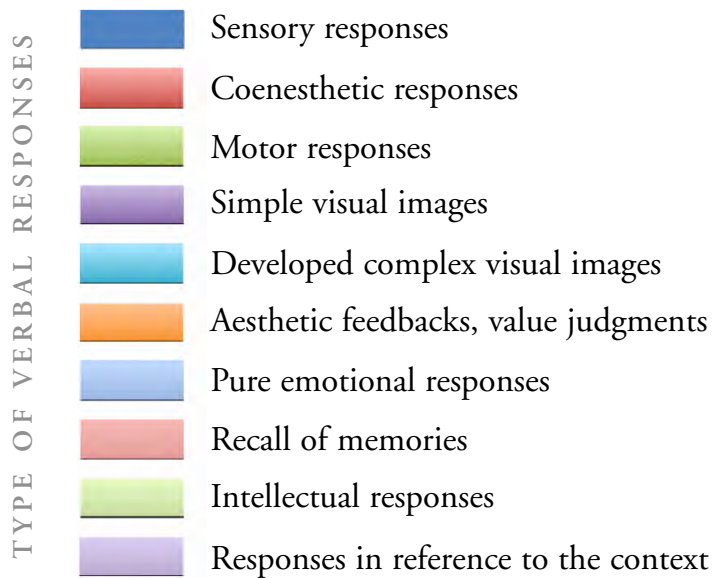 TYPE OF VERBAL RESPONSES
Sensory responses
Coenesthetic responses
Motor responses
Simple visual images
Developed complex visual images
Aesthetic feedbacks, value judgments
Pure emotional responses
Recall of memories
Intellectual responses
Responses in reference to the context